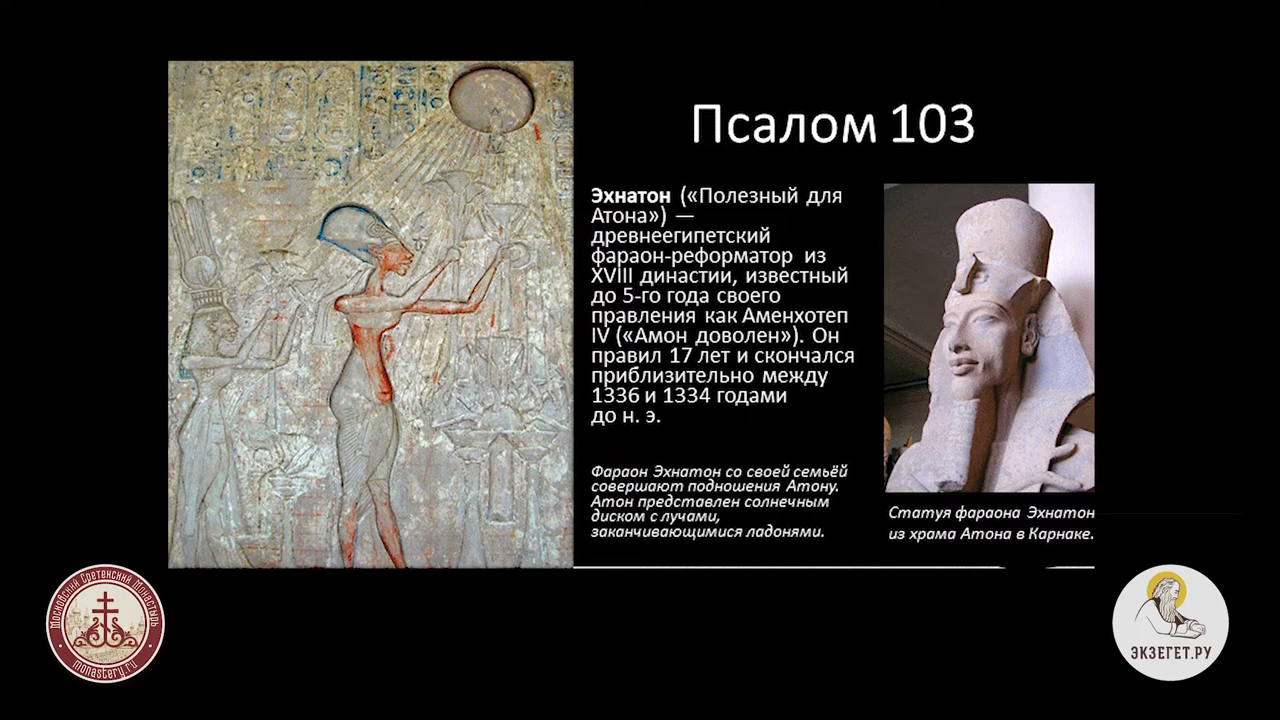 Псалом 103
Эхнатон («Полезный для
Атона») —
древнеегипетский
фараон-реформатор из
XVIII династии, известный
до 5-го года своего
правления как Аменхотеп
IV («Амон доволен»). Он
правил 17 лет и скончался
приблизительно между
1336 и 1334 годами
до н. э.
Фараон Эхнатон со своей семьёй
совершают подношения Атону.
Атон представлен солнечным
диском с лучами,
заканчивающимися ладонями.
Статуя фараона Эхнатон
из храма Атона в Карнаке.
Московский Сретенский Монастырь
monastery.ru
ЭКЗЕГЕТ.РУ